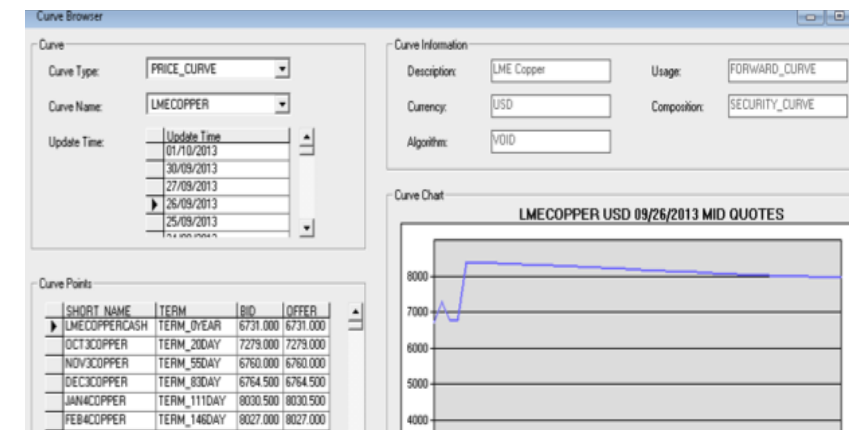 Curve Browser
Curve
Curve Type: PRICE_CURVE
Curve Name: LMECOPPER
Update Time:
Update Time
01/10/2013
30/09/2013
27/09/2013
26/09/2013
25/09/2013
Curve Information
Description: LME Copper Usage: FORWARD_CURVE
Currency: USD Composition: SECURITY_CURVE
Algorithm: VOID
Curve Chart
LMECOPPER USD 09/26/2013 MID QUOTES
8000
7000
6000
5000
4000
Curve Points
SHORT_NAME TERM BID OFFER
LMECOPPERCASH TERM_0YEAR 6731.000 6731.000
OCT3COPPER TERM_20DAY 7279.000 7279.000
NOV3COPPER TERM_55DAY 6760.000 6760.000
DEC3COPPER TERM_83DAY 6764.500 6764.500
JAN4COPPER TERM_111DAY 8030.500 8030.500
FEB4COPPER TERM_146DAY 8027.000 8027.000